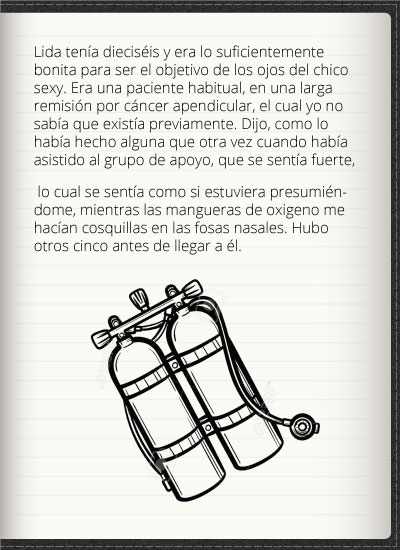 Lida tenía dieciséis y era lo suficientemente
bonita para ser el objetivo de los ojos del chico
sexy. Era una paciente habitual, en una larga
remisión por cáncer apendicular, el cual yo no
sabía que existía previamente. Dijo, como lo
había hecho alguna que otra vez cuando había
asistido al grupo de apoyo, que se sentía fuerte,
lo cual se sentía como si estuviera presumién-
dome, mientras las mangueras de oxigeno me
hacían cosquillas en las fosas nasales. Hubo
otros cinco antes de llegar a él.